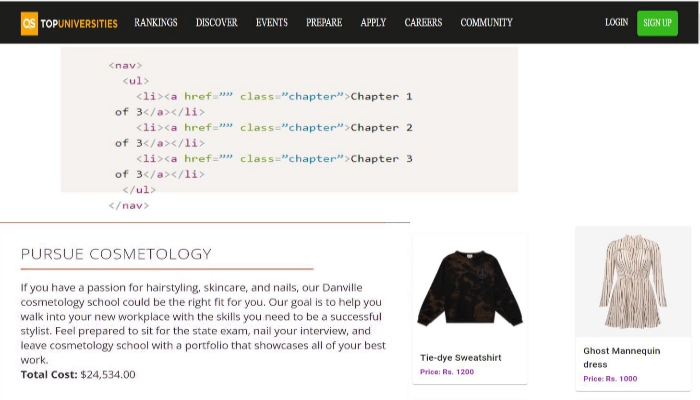 QS TOPUNIVERSITIES RANKINGS DISCOVER EVENTS PREPARE APPLY CAREERS COMMUNITY LOGIN SIGN UP
<nav>
<ul>
<li><a href=”” class=”chapter”>Chapter 1
of 3</a></li>
<li><a href=”” class=”chapter”>Chapter 2
of 3</a></li>
<li><a href=”” class=”chapter”>Chapter 3
of 3</a></li>
</ul>
</nav>
PURSUE COSMETOLOGY
If you have a passion for hairstyling, skincare, and nails, our Danville
cosmetology school could be the right fit for you. Our goal is to help you
walk into your new workplace with the skills you need to be a successful
stylist. Feel prepared to sit for the state exam, nail your interview, and
leave cosmetology school with a portfolio that showcases all of your best
work.
Total Cost: $24,534.00
Tie-dye Sweatshirt
Price: Rs. 1200
Ghost Mannequin
dress
Price: Rs. 1000